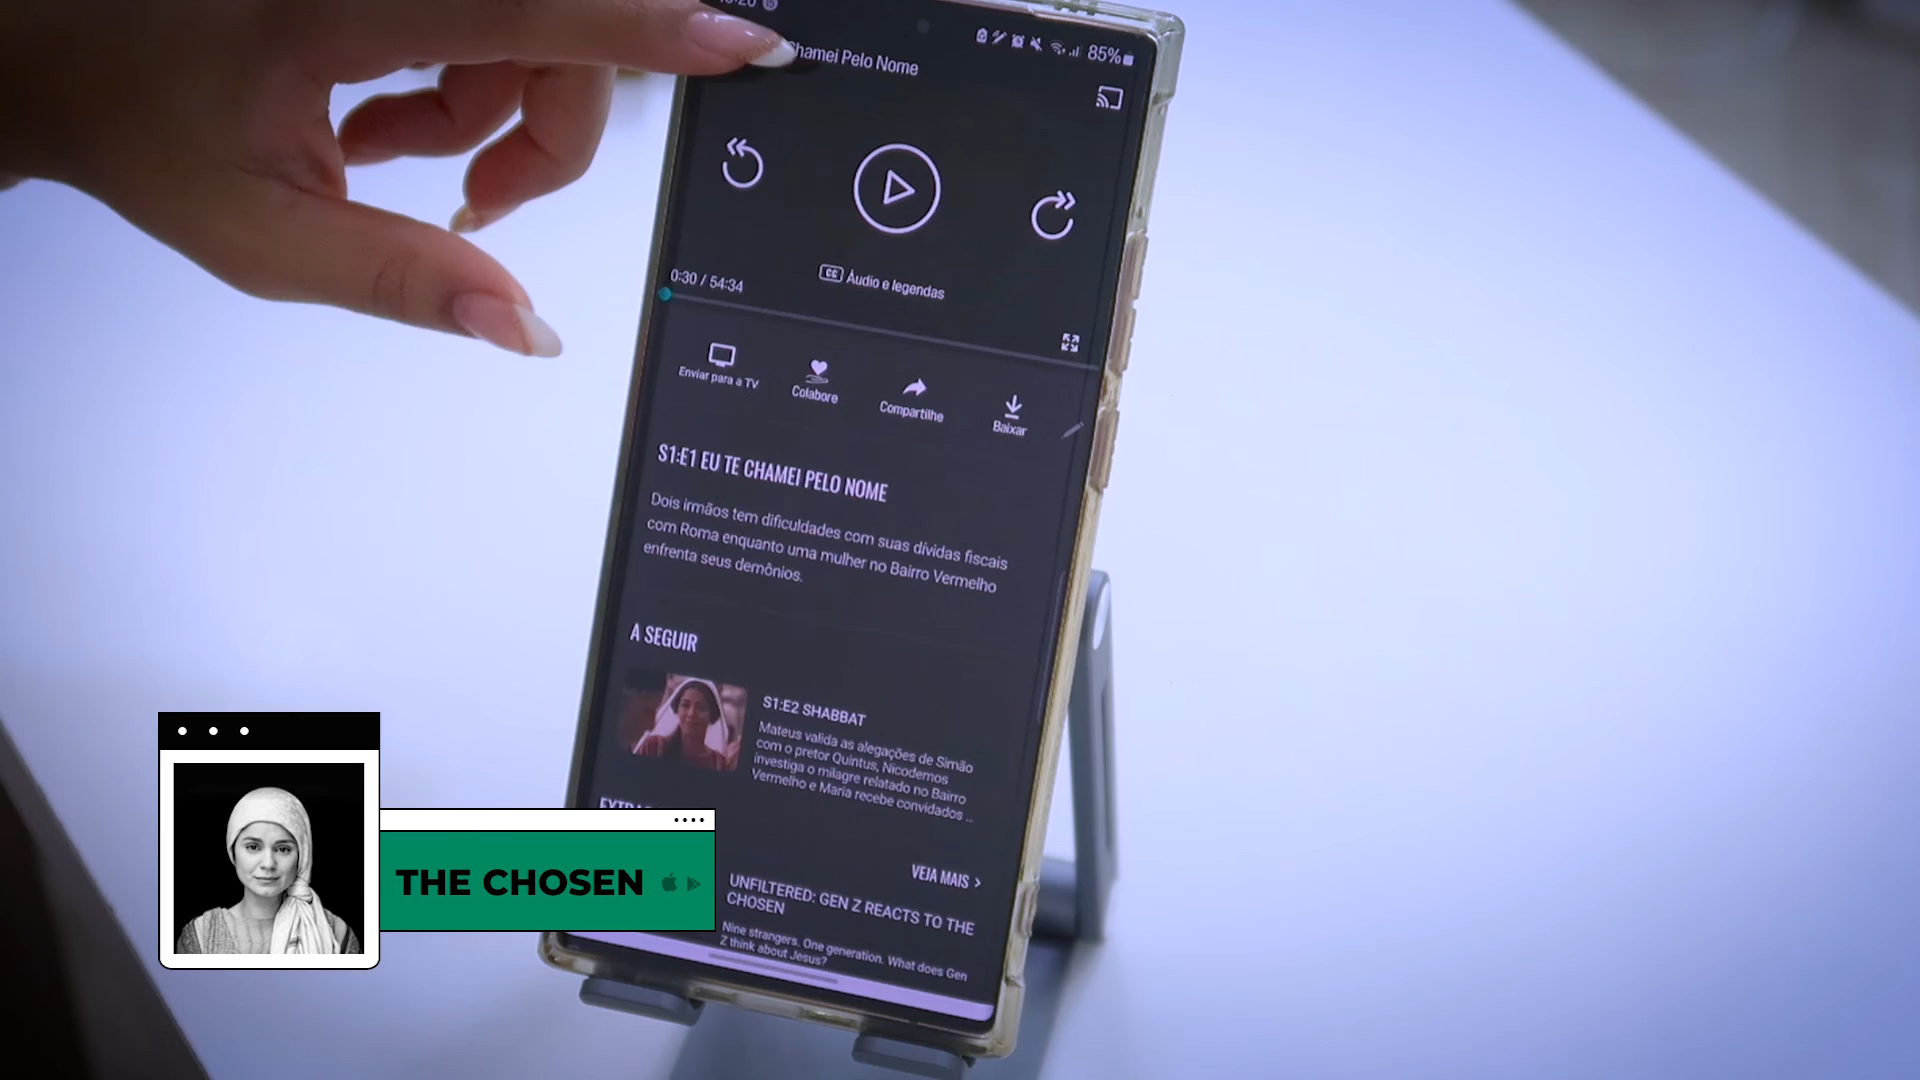 Chamei Pelo Nome
85%
0:30 / 54:34
CC Áudio e legendas
Enviar para a TV
Colabore
Compartilhe
Baixar
S1:E1 EU TE CHAMEI PELO NOME
Dois irmãos tem dificuldades com suas dívidas fiscais
com Roma enquanto uma mulher no Bairro Vermelho
enfrenta seus demônios.
A SEGUIR
S1:E2 SHABBAT
Mateus valida as alegações de Simão
com o pretor Quintus, Nicodemos
investiga o milagre relatado no Bairro
Vermelho e Maria recebe convidados ...
VEJA MAIS >
UNFILTERED: GEN Z REACTS TO THE
CHOSEN
Nine strangers. One generation. What does Gen
Z think about Jesus?
THE CHOSEN